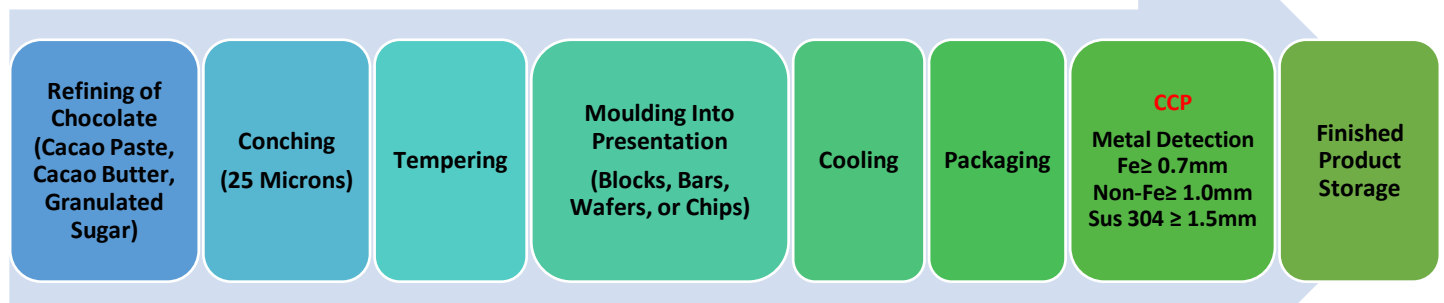 Refining of
Chocolate
(Cacao Paste,
Cacao Butter,
Granulated
Sugar)
Conching
(25 Microns)
Tempering
Moulding Into
Presentation
(Blocks, Bars,
Wafers, or Chips)
Cooling
Packaging
CCP
Metal Detection
Fe≥ 0.7mm
Non-Fe≥ 1.0mm
Sus 304 ≥ 1.5mm
Finished
Product
Storage